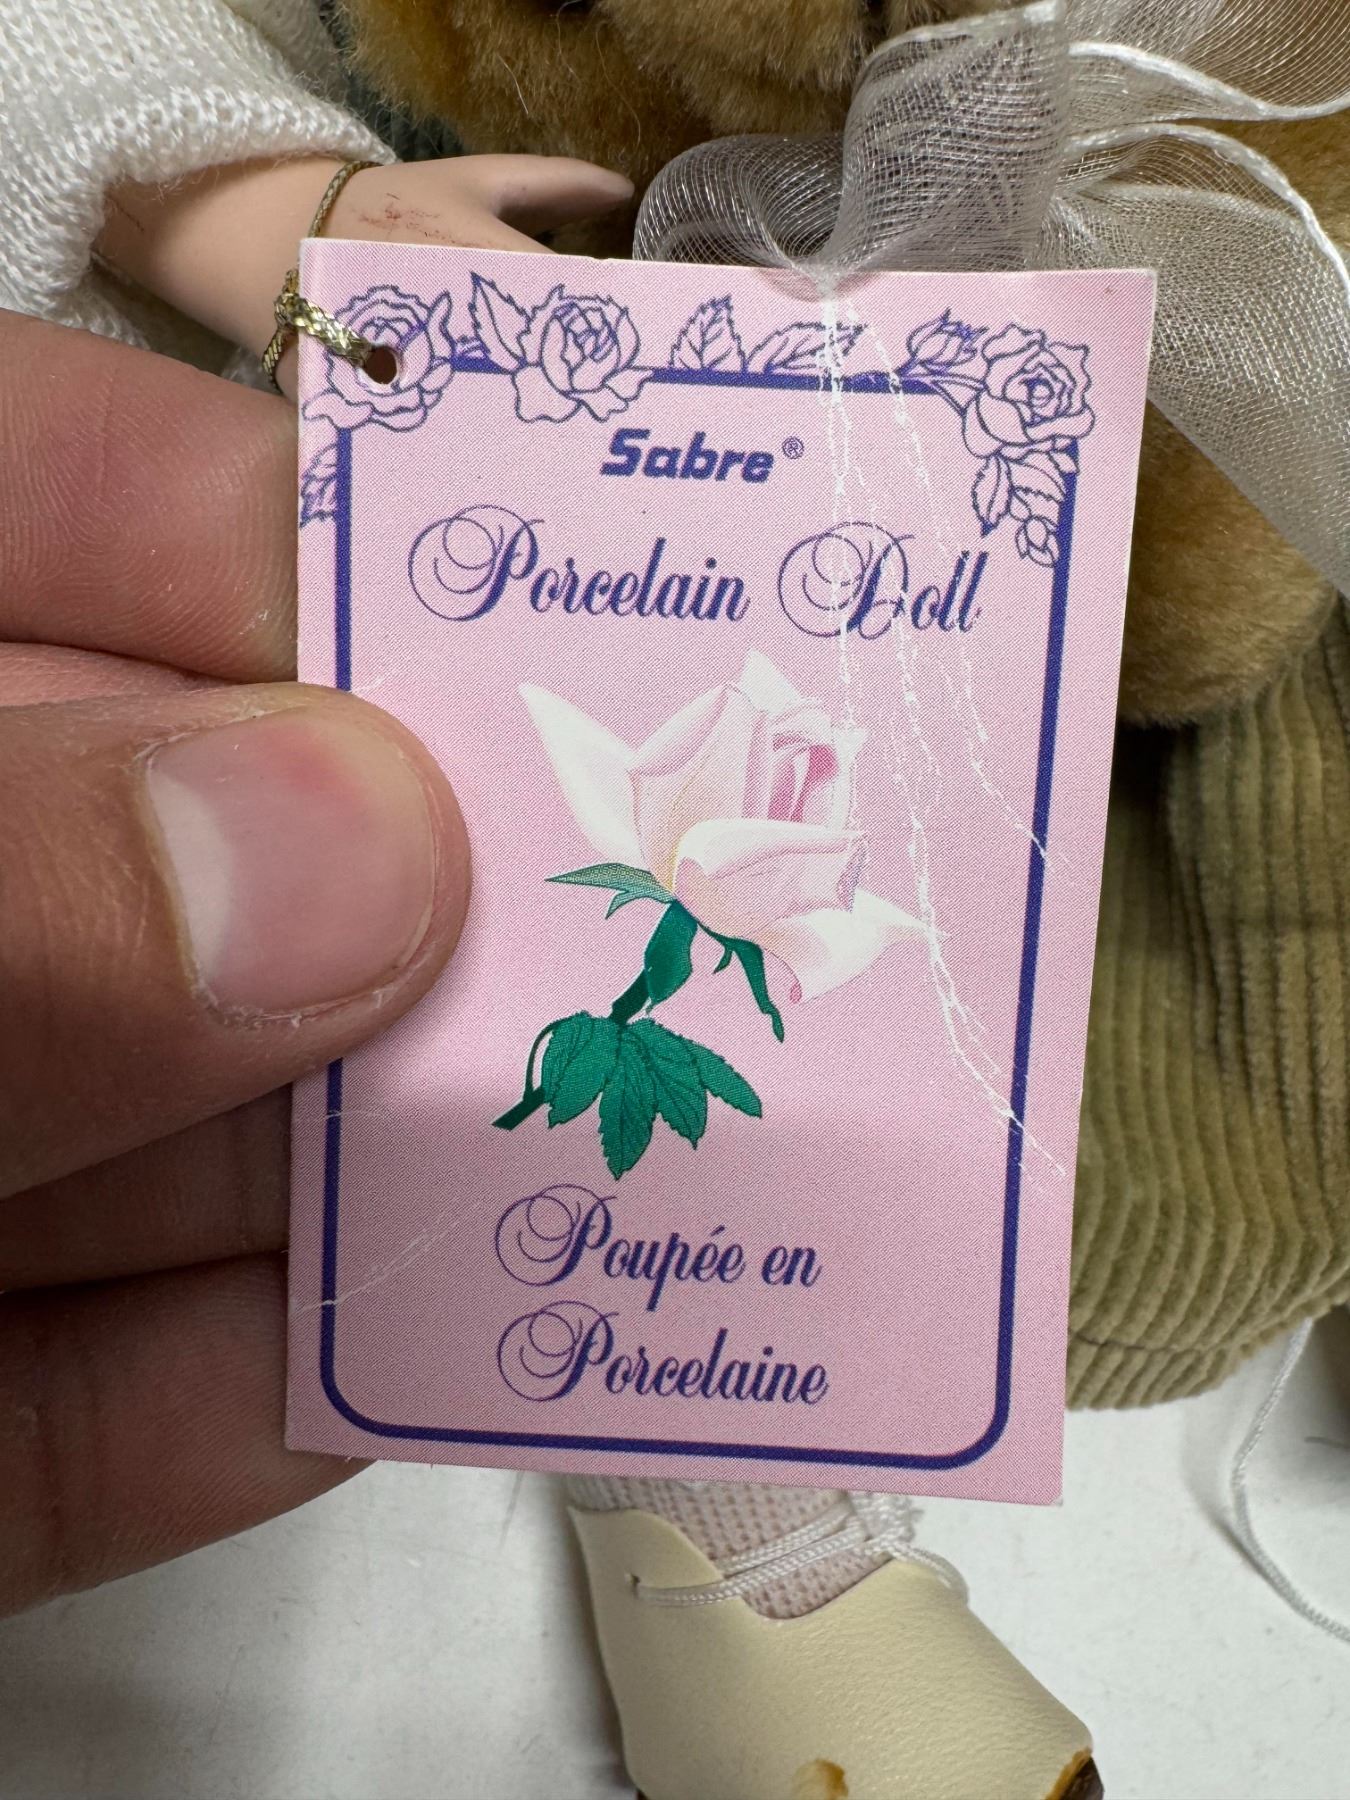 Sabre®
Porcelain Doll
Poupée en
Porcelaine